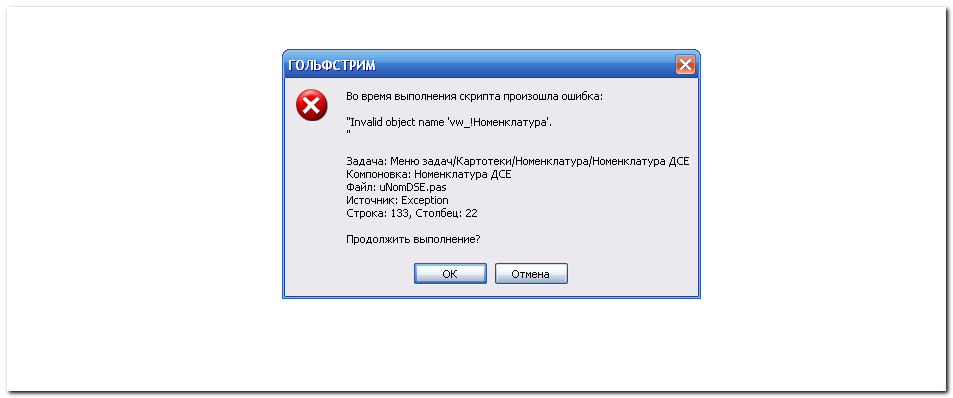 ГОЛЬФСТРИМ
Во время выполнения скрипта произошла ошибка:
"Invalid object name 'vw_!Номенклатура'.
"
Задача: Меню задач/Картотеки/Номенклатура/Номенклатура ДСЕ
Компоновка: Номенклатура ДСЕ
Файл: uNomDSE.pas
Источник: Exception
Строка: 133, Столбец: 22
Продолжить выполнение?
ОК
Отмена